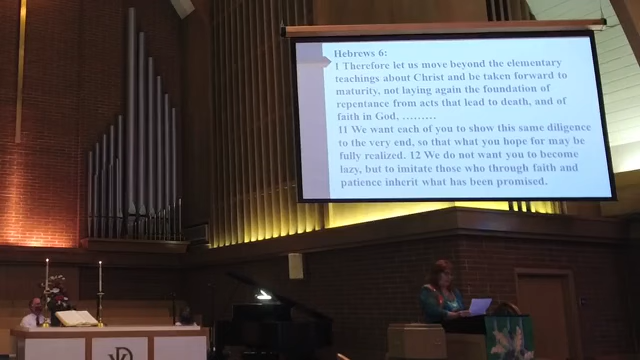 Hebrews 6:
1 Therefore let us move beyond the elementary
teachings about Christ and be taken forward to
maturity, not laying again the foundation of
repentance from acts that lead to death, and of
faith in God, ………
11 We want each of you to show this same diligence
to the very end, so that what you hope for may be
fully realized. 12 We do not want you to become
lazy, but to imitate those who through faith and
patience inherit what has been promised.